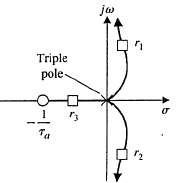 jω
r₁
Triple
pole
r₃
σ
−1/τₐ
r₂